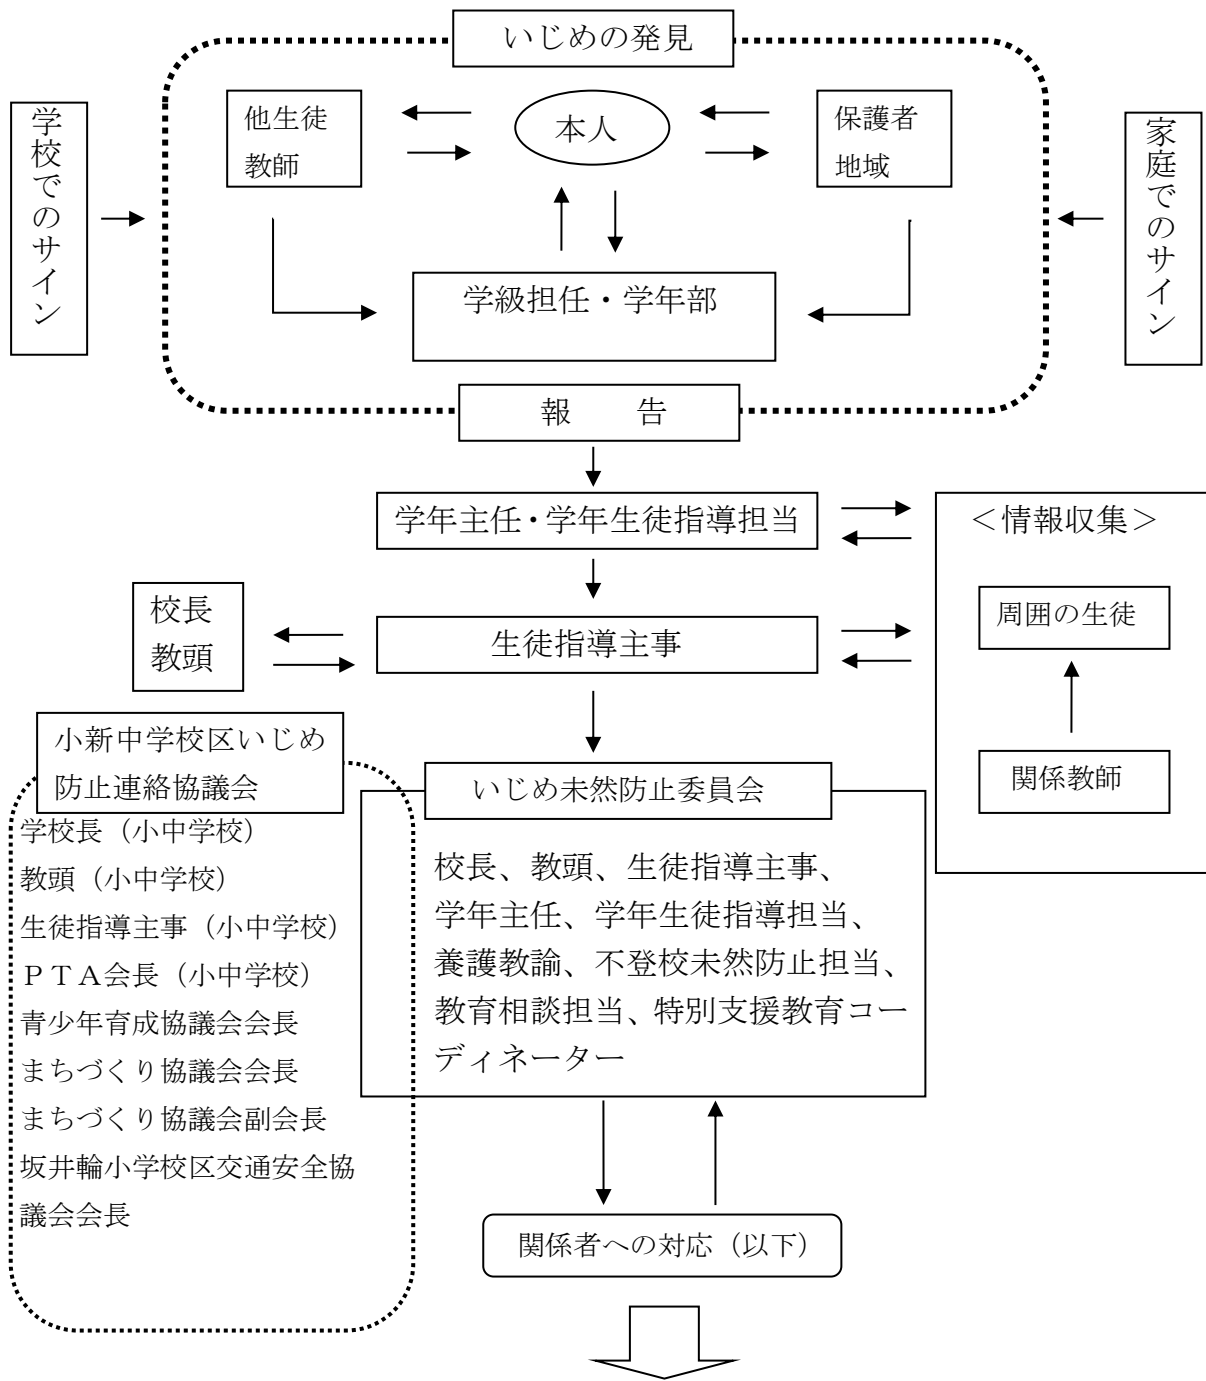 いじめの発見
学校でのサイン
他生徒
教師
本人
保護者
地域
家庭でのサイン
学級担任・学年部
報　　告
学年主任・学年生徒指導担当
＜情報収集＞
周囲の生徒
関係教師
校長
教頭
生徒指導主事
小新中学校区いじめ
防止連絡協議会
学校長（小中学校）
教頭（小中学校）
生徒指導主事（小中学校）
ＰＴＡ会長（小中学校）
青少年育成協議会会長
まちづくり協議会会長
まちづくり協議会副会長
坂井輪小学校区交通安全協
議会会長
いじめ未然防止委員会
校長、教頭、生徒指導主事、
学年主任、学年生徒指導担当、
養護教諭、不登校未然防止担当、
教育相談担当、特別支援教育コー
ディネーター
関係者への対応（以下）